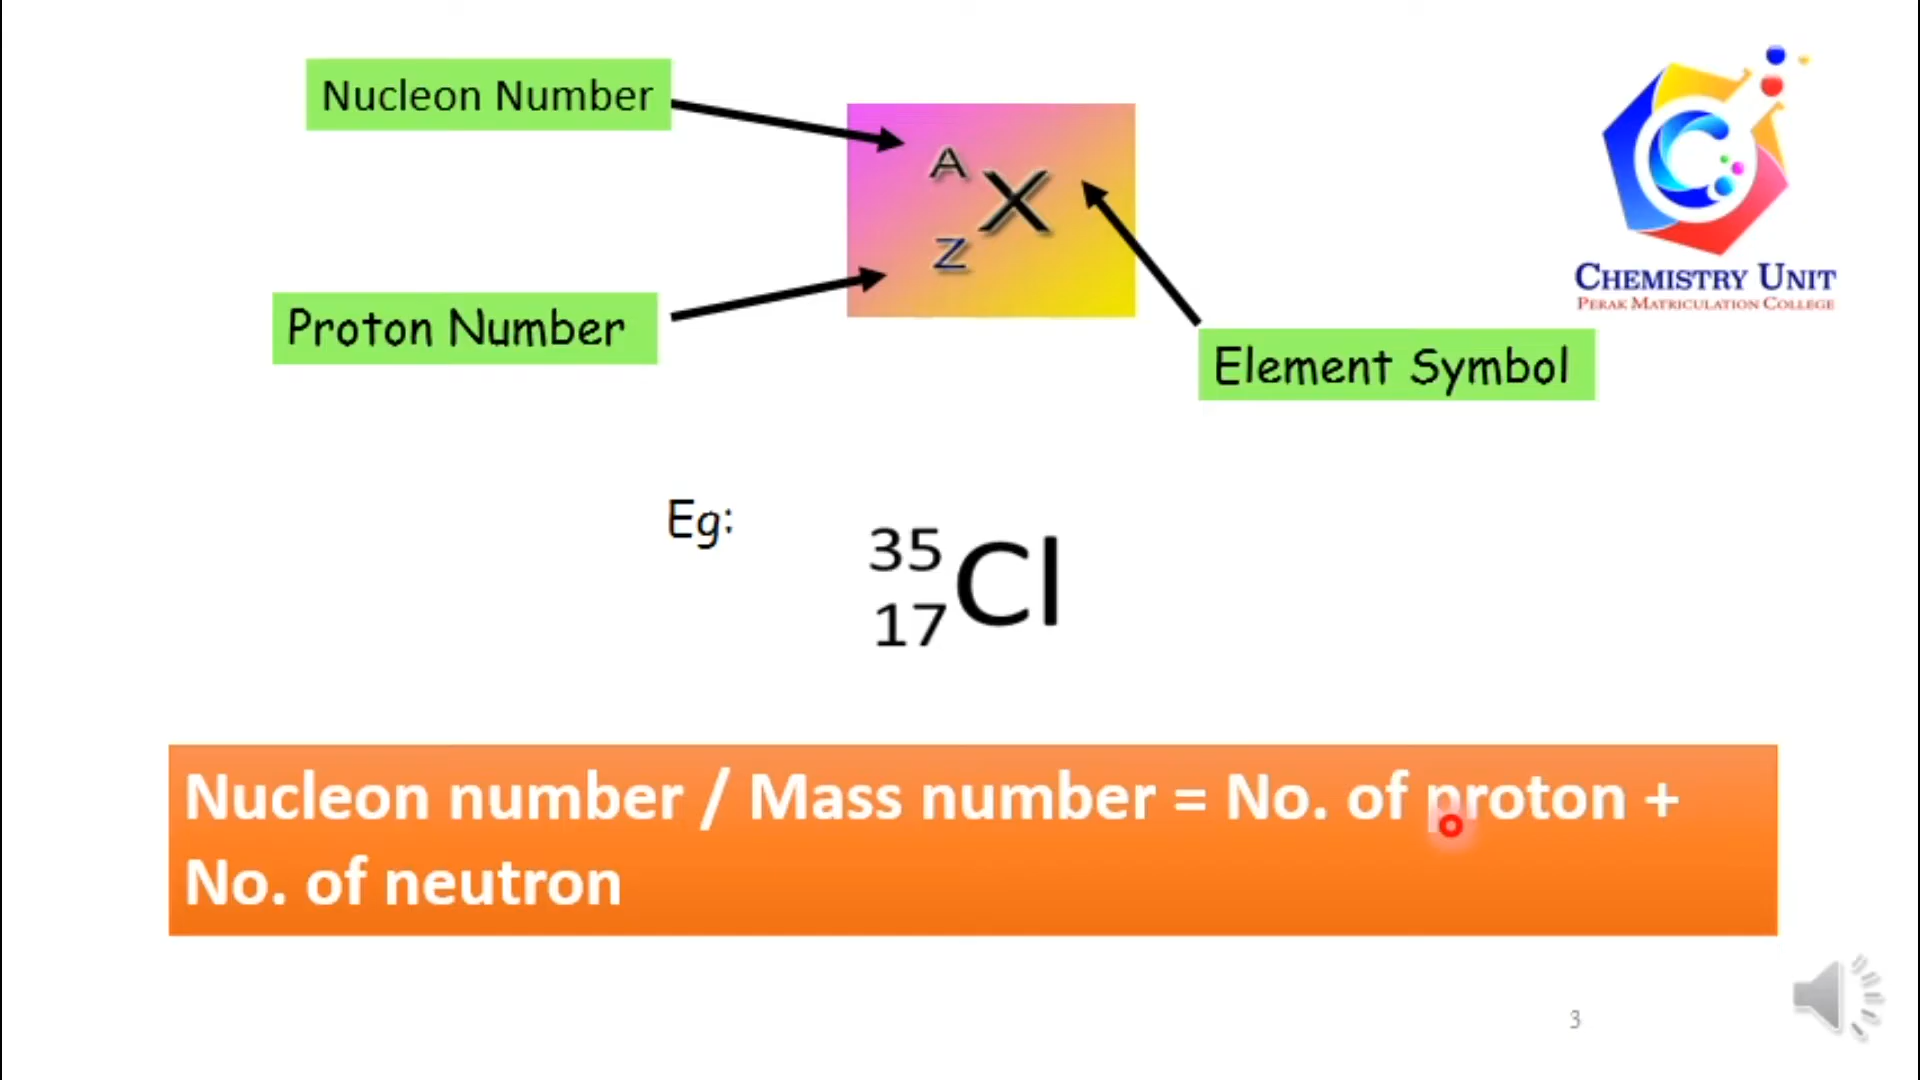 Nucleon Number
A
X
Z
Proton Number
Element Symbol
CHEMISTRY UNIT
PERAK MATRICULATION COLLEGE
Eg:
35
17
Cl
Nucleon number / Mass number = No. of proton +
No. of neutron
3